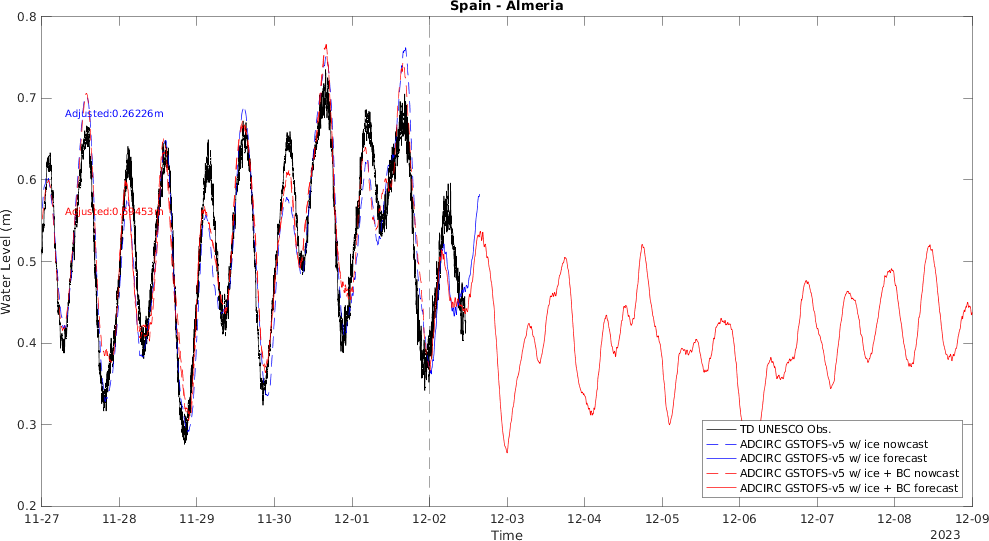 Spain - Almeria
0.8
0.7
0.6
0.5
0.4
0.3
0.2
Water Level (m)
Adjusted:0.26226m
TD UNESCO Obs.
ADCIRC GSTOFS-v5 w/ ice nowcast
ADCIRC GSTOFS-v5 w/ ice forecast
ADCIRC GSTOFS-v5 w/ ice + BC nowcast
ADCIRC GSTOFS-v5 w/ ice + BC forecast
11-27 11-28 11-29 11-30 12-01 12-02 12-03 12-04 12-05 12-06 12-07 12-08 12-09
Time
2023